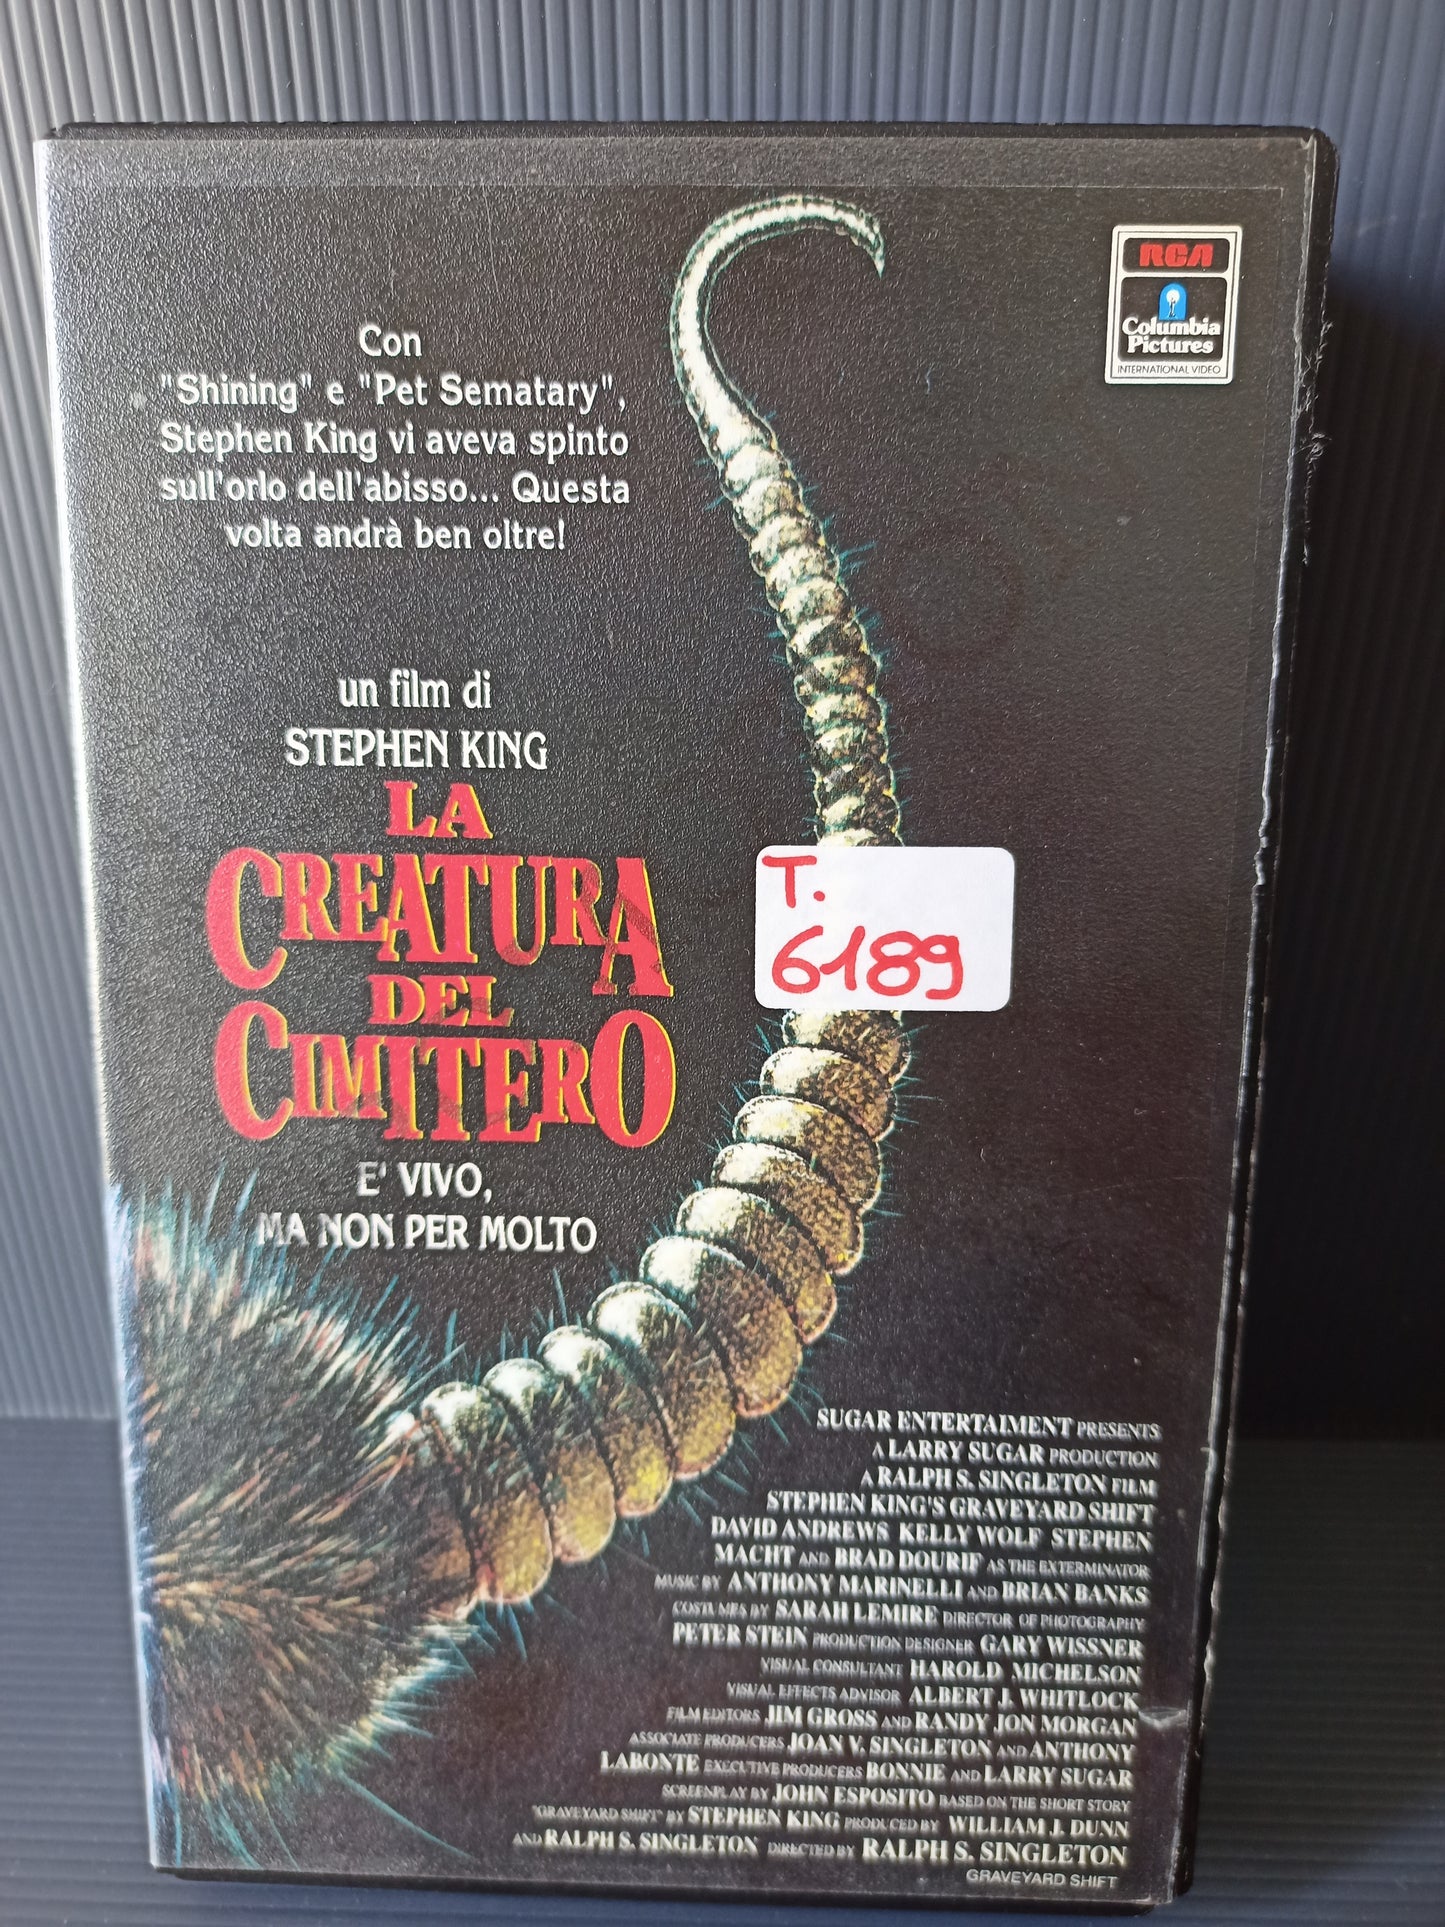 RCA
Columbia
Pictures
INTERNATIONAL VIDEO
Con
"Shining" e "Pet Sematary",
Stephen King vi aveva spinto
sull'orlo dell'abisso... Questa
volta andrà ben oltre!
un film di
STEPHEN KING
LA
CREATURA
DEL
CIMITERO
E' VIVO,
MA NON PER MOLTO
T.
6189
SUGAR ENTERTAIMENT PRESENTS
A LARRY SUGAR PRODUCTION
A RALPH S. SINGLETON FILM
STEPHEN KING'S GRAVEYARD SHIFT
DAVID ANDREWS KELLY WOLF STEPHEN
MACHT AND BRAD DOURIF AS THE EXTERMINATOR
MUSIC BY ANTHONY MARINELLI AND BRIAN BANKS
COSTUMES BY SARAH LEMIRE DIRECTOR OF PHOTOGRAPHY
PETER STEIN PRODUCTION DESIGNER GARY WISSNER
VISUAL CONSULTANT HAROLD MICHELSON
VISUAL EFFECTS ADVISOR ALBERT J. WHITLOCK
FILM EDITORS JIM GROSS AND RANDY JON MORGAN
ASSOCIATE PRODUCERS JOAN V. SINGLETON AND ANTHONY
LABONTE EXECUTIVE PRODUCERS BONNIE AND LARRY SUGAR
SCREENPLAY BY JOHN ESPOSITO BASED ON THE SHORT STORY
"GRAVEYARD SHIFT" BY STEPHEN KING PRODUCED BY WILLIAM J. DUNN
AND RALPH S. SINGLETON DIRECTED BY RALPH S. SINGLETON
GRAVEYARD SHIFT